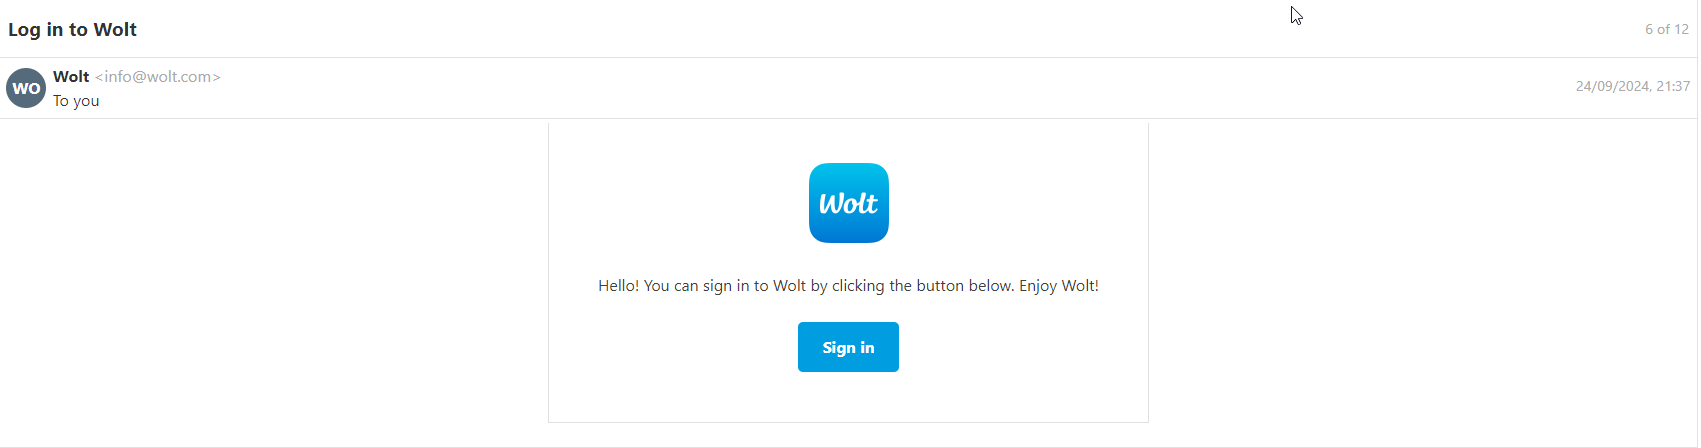 Log in to Wolt
6 of 12
WO
Wolt <info@wolt.com>
24/09/2024, 21:37
To you
Wolt
Hello! You can sign in to Wolt by clicking the button below. Enjoy Wolt!
Sign in